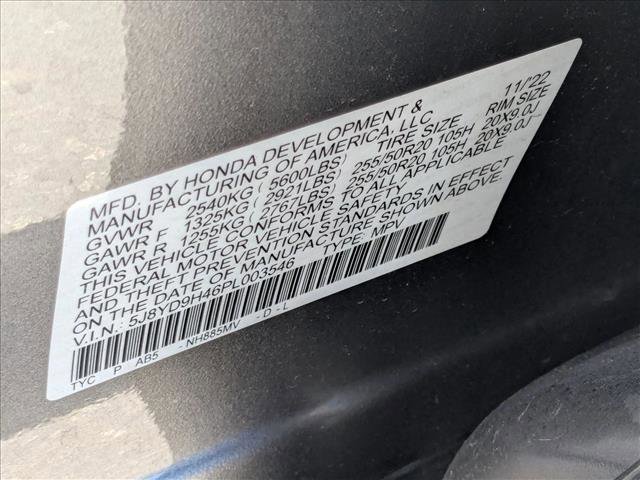 MFD. BY HONDA DEVELOPMENT & 11/'22
MANUFACTURING OF AMERICA, LLC
GVWR 2540KG ( 5600LBS) TIRE SIZE RIM SIZE
GAWR F 1325KG ( 2921LBS) 255/50R20 105H 20X9.0J
GAWR R 1255KG ( 2767LBS) 255/50R20 105H 20X9.0J
THIS VEHICLE CONFORMS TO ALL APPLICABLE
FEDERAL MOTOR VEHICLE SAFETY
AND THEFT PREVENTION STANDARDS IN EFFECT
ON THE DATE OF MANUFACTURE SHOWN ABOVE.
V.I.N.: 5J8YD9H46PL003546 TYPE: MPV
TYC P AB5 - NH885MV - D - L